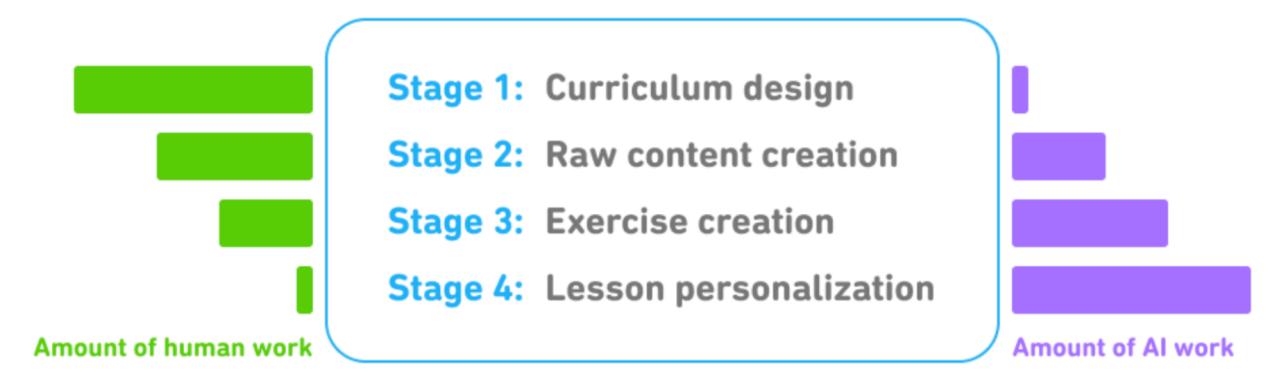 Stage 1: Curriculum design
Stage 2: Raw content creation
Stage 3: Exercise creation
Stage 4: Lesson personalization
Amount of human work
Amount of AI work